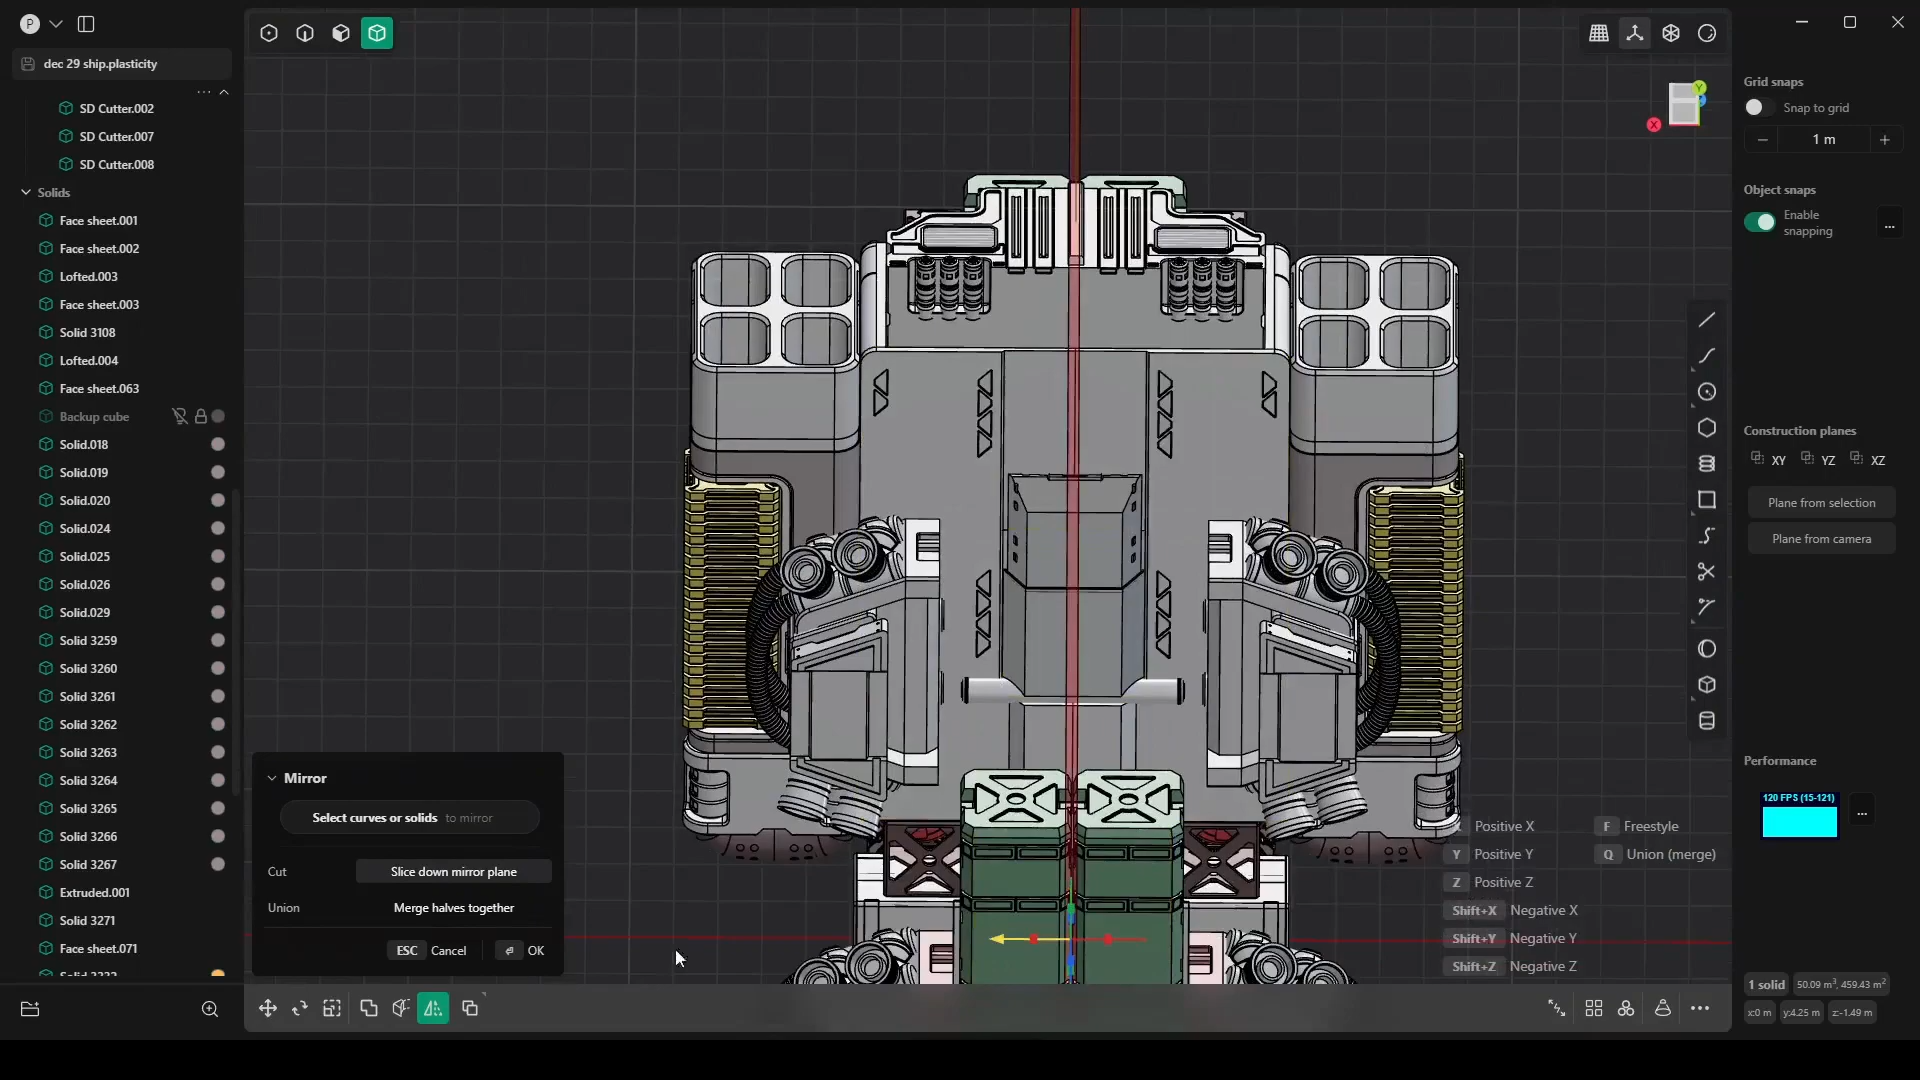 P
dec 29 ship.plasticity
SD Cutter.002
SD Cutter.007
SD Cutter.008
Solids
Face sheet.001
Face sheet.002
Lofted.003
Face sheet.003
Solid 3108
Lofted.004
Face sheet.063
Backup cube
Solid.018
Solid.019
Solid.020
Solid.024
Solid.025
Solid.026
Solid.029
Solid 3259
Solid 3260
Solid 3261
Solid 3262
Solid 3263
Solid 3264
Solid 3265
Solid 3266
Solid 3267
Extruded.001
Solid 3271
Face sheet.071
Mirror
Select curves or solids to mirror
Cut Slice down mirror plane
Union Merge halves together
ESC Cancel OK
Y
X
Positive X F Freestyle
Y Positive Y Q Union (merge)
Z Positive Z
Shift+X Negative X
Shift+Y Negative Y
Shift+Z Negative Z
Grid snaps
Snap to grid
1 m
Object snaps
Enable snapping
...
Construction planes
XY YZ XZ
Plane from selection
Plane from camera
Performance
120 FPS (15-121)
...
1 solid 50.09 m³, 459.43 m²
x:0 m y:4.25 m z:-1.49 m